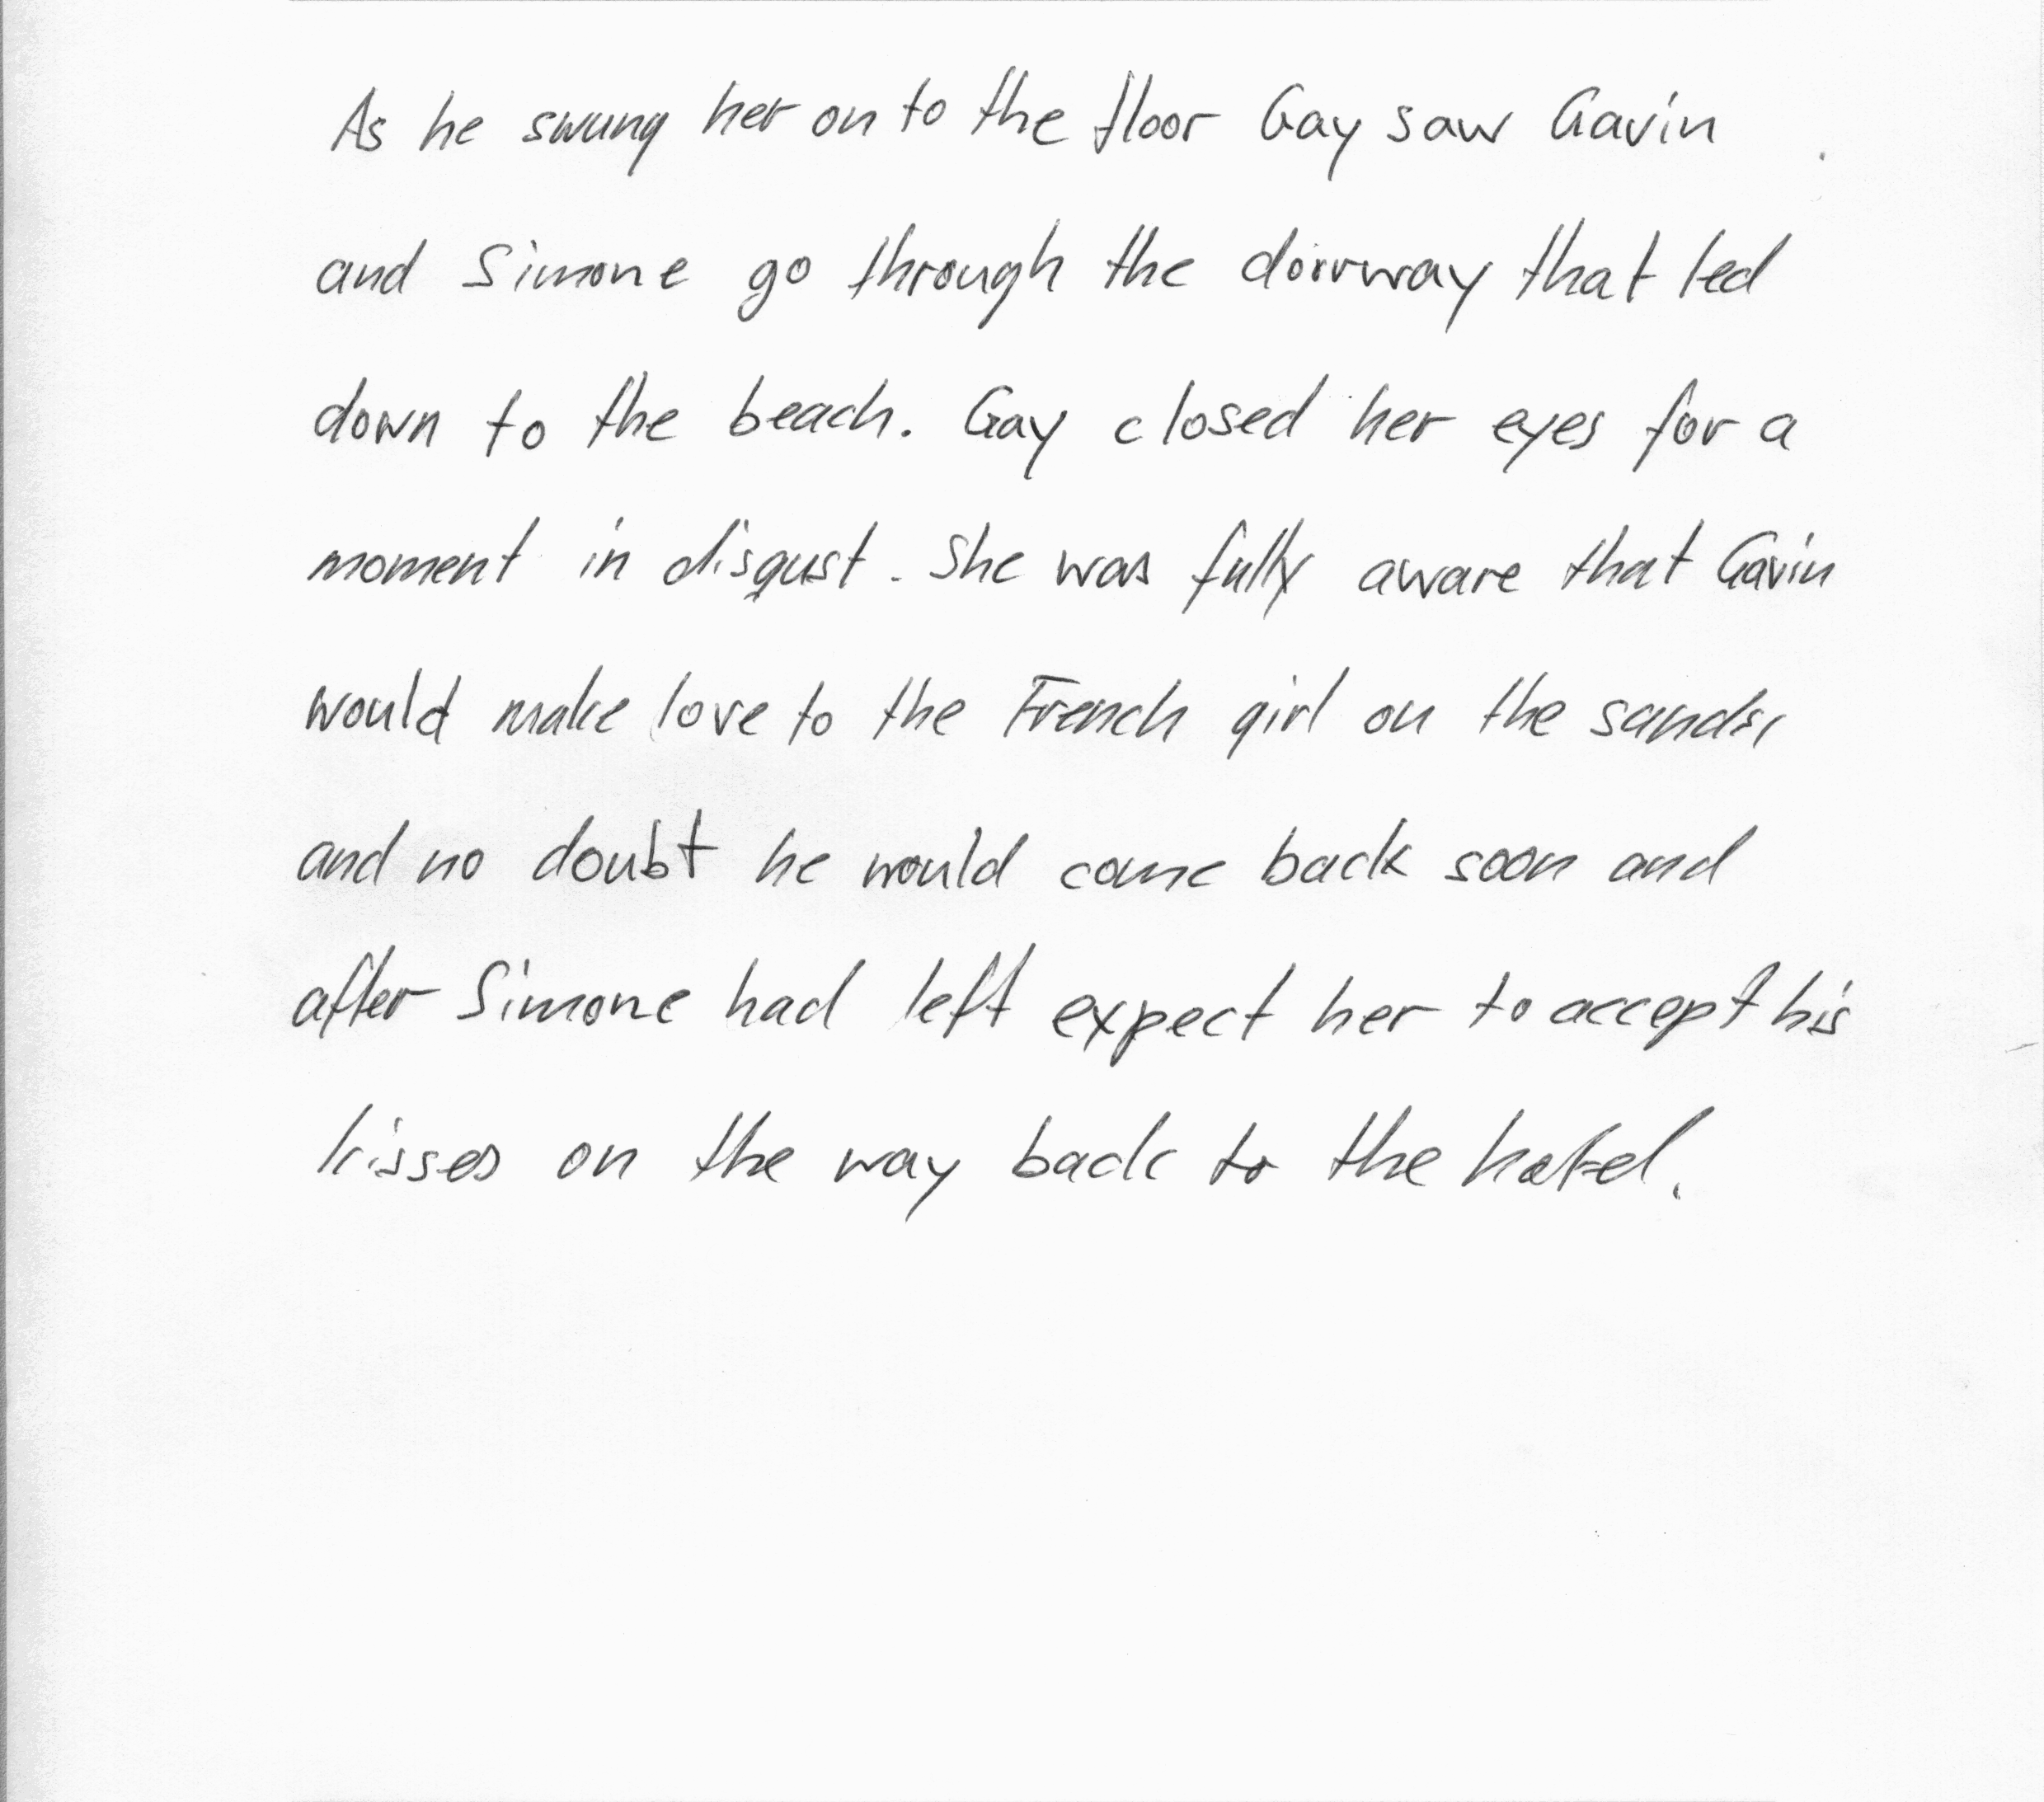 As he swung her on to the floor Gay saw Gavin
and Simone go through the doorway that led
down to the beach. Gay closed her eyes for a
moment in disgust. She was fully aware that Gavin
would make love to the French girl on the sands,
and no doubt he would come back soon and
after Simone had left expect her to accept his
kisses on the way back to the hotel.